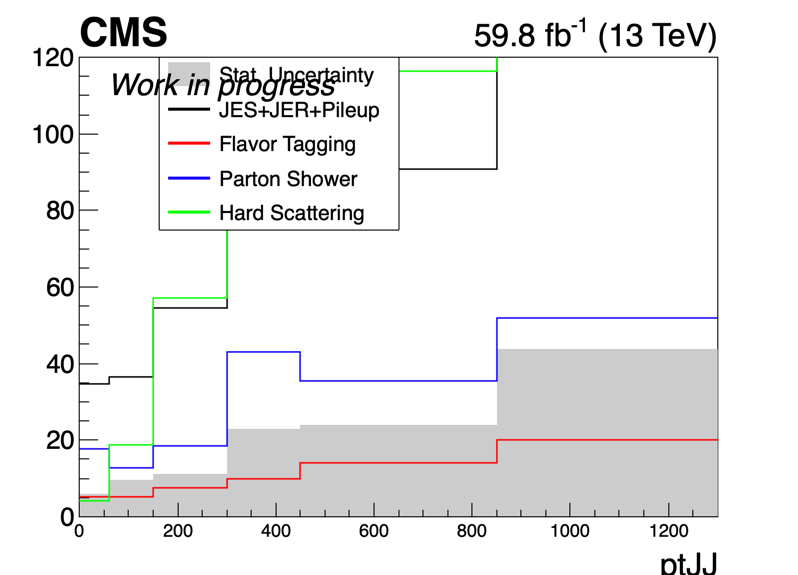 CMS 59.8 fb-1 (13 TeV)
120
Stat. Uncertainty
Work in progress
JES+JER+Pileup
100
Flavor Tagging
Parton Shower
80
Hard Scattering
60
40
20
0
0 200 400 600 800 1000 1200
ptJJ